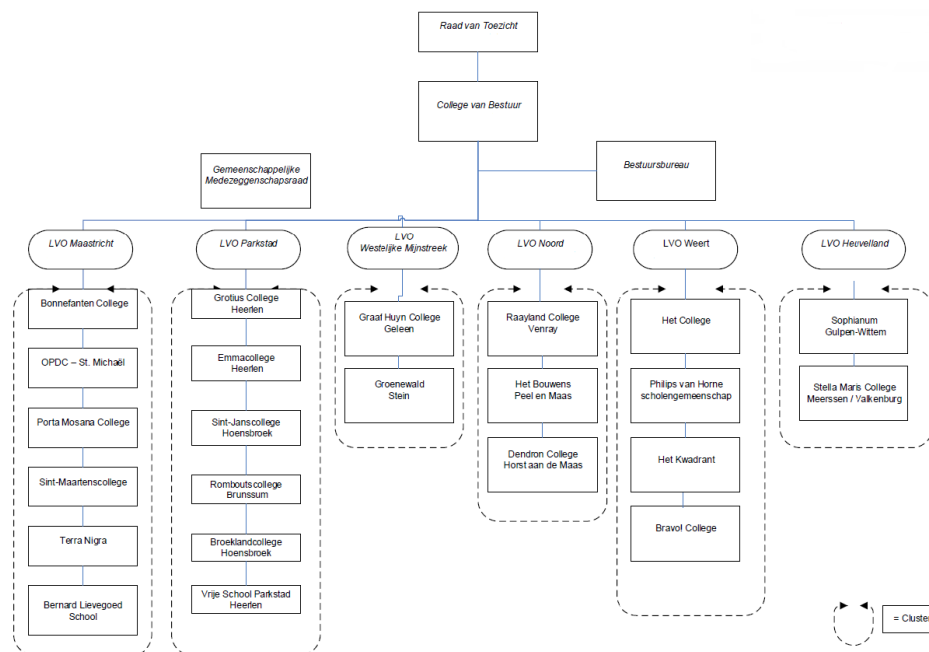 Raad van Toezicht
College van Bestuur
Gemeenschappelijke
Medezeggenschapsraad
Bestuursbureau
LVO Maastricht
LVO Parkstad
LVO
Westelijke Mijnstreek
LVO Noord
LVO Weert
LVO Heuvelland
Bonnefanten College
OPDC – St. Michaël
Porta Mosana College
Sint-Maartenscollege
Terra Nigra
Bernard Lievegoed
School
Grotius College
Heerlen
Emmacollege
Heerlen
Sint-Janscollege
Hoensbroek
Romboutscollege
Brunssum
Broeklandcollege
Hoensbroek
Vrije School Parkstad
Heerlen
Graaf Huyn College
Geleen
Groenewald
Stein
Raayland College
Venray
Het Bouwens
Peel en Maas
Dendron College
Horst aan de Maas
Het College
Philips van Horne
scholengemeenschap
Het Kwadrant
Bravo! College
Sophianum
Gulpen-Wittem
Stella Maris College
Meerssen / Valkenburg
= Cluster